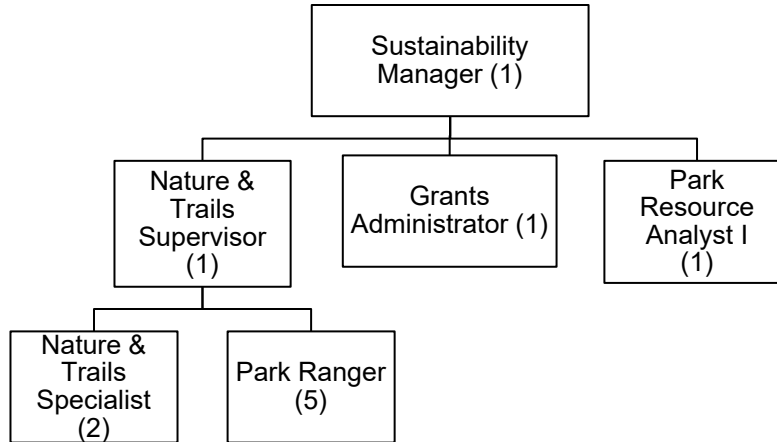 Sustainability
Manager (1)
Nature &
Trails
Supervisor
(1)
Grants
Administrator (1)
Park
Resource
Analyst I
(1)
Nature &
Trails
Specialist
(2)
Park Ranger
(5)